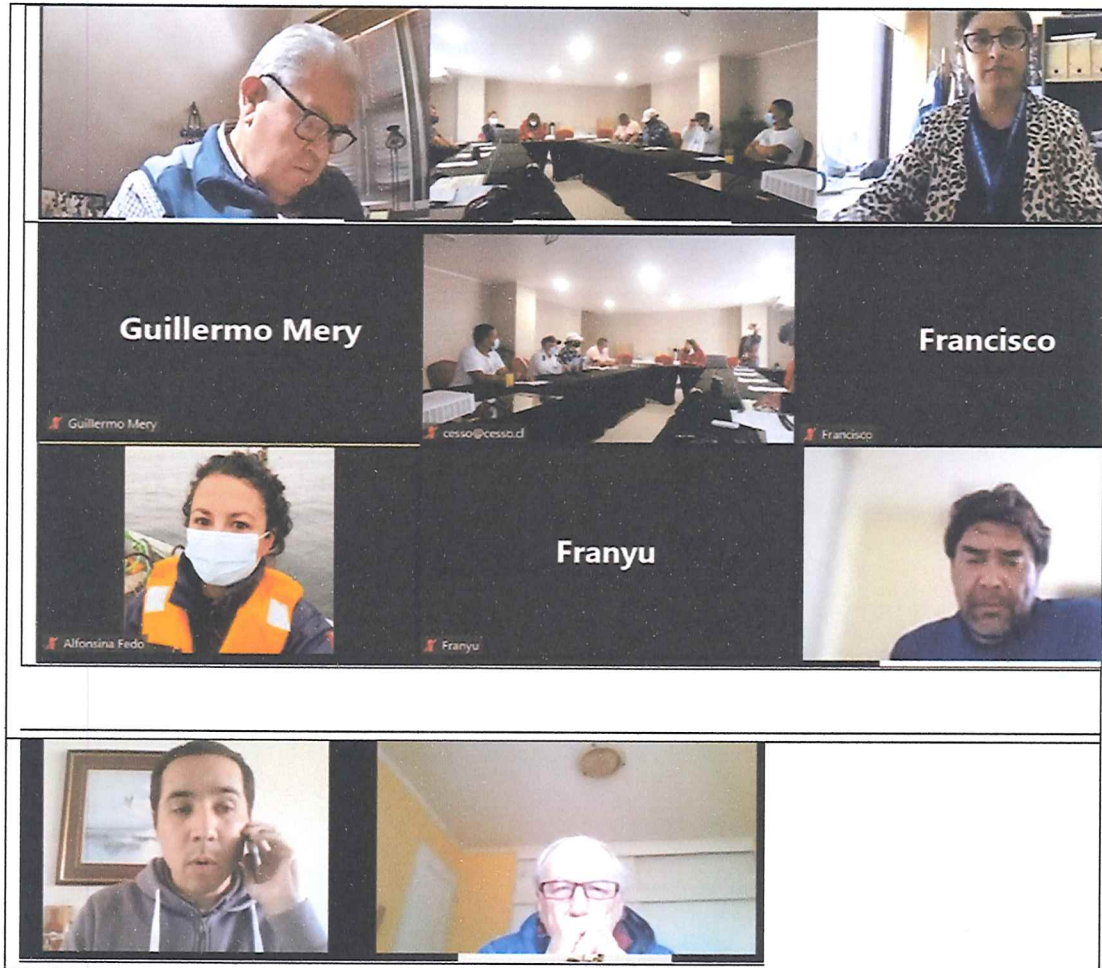 Guillermo Mery
Francisco
Guillermo Mery
cesso@cesso.cl
Francisco
Franyu
Alfonsina Fedo
Franyu